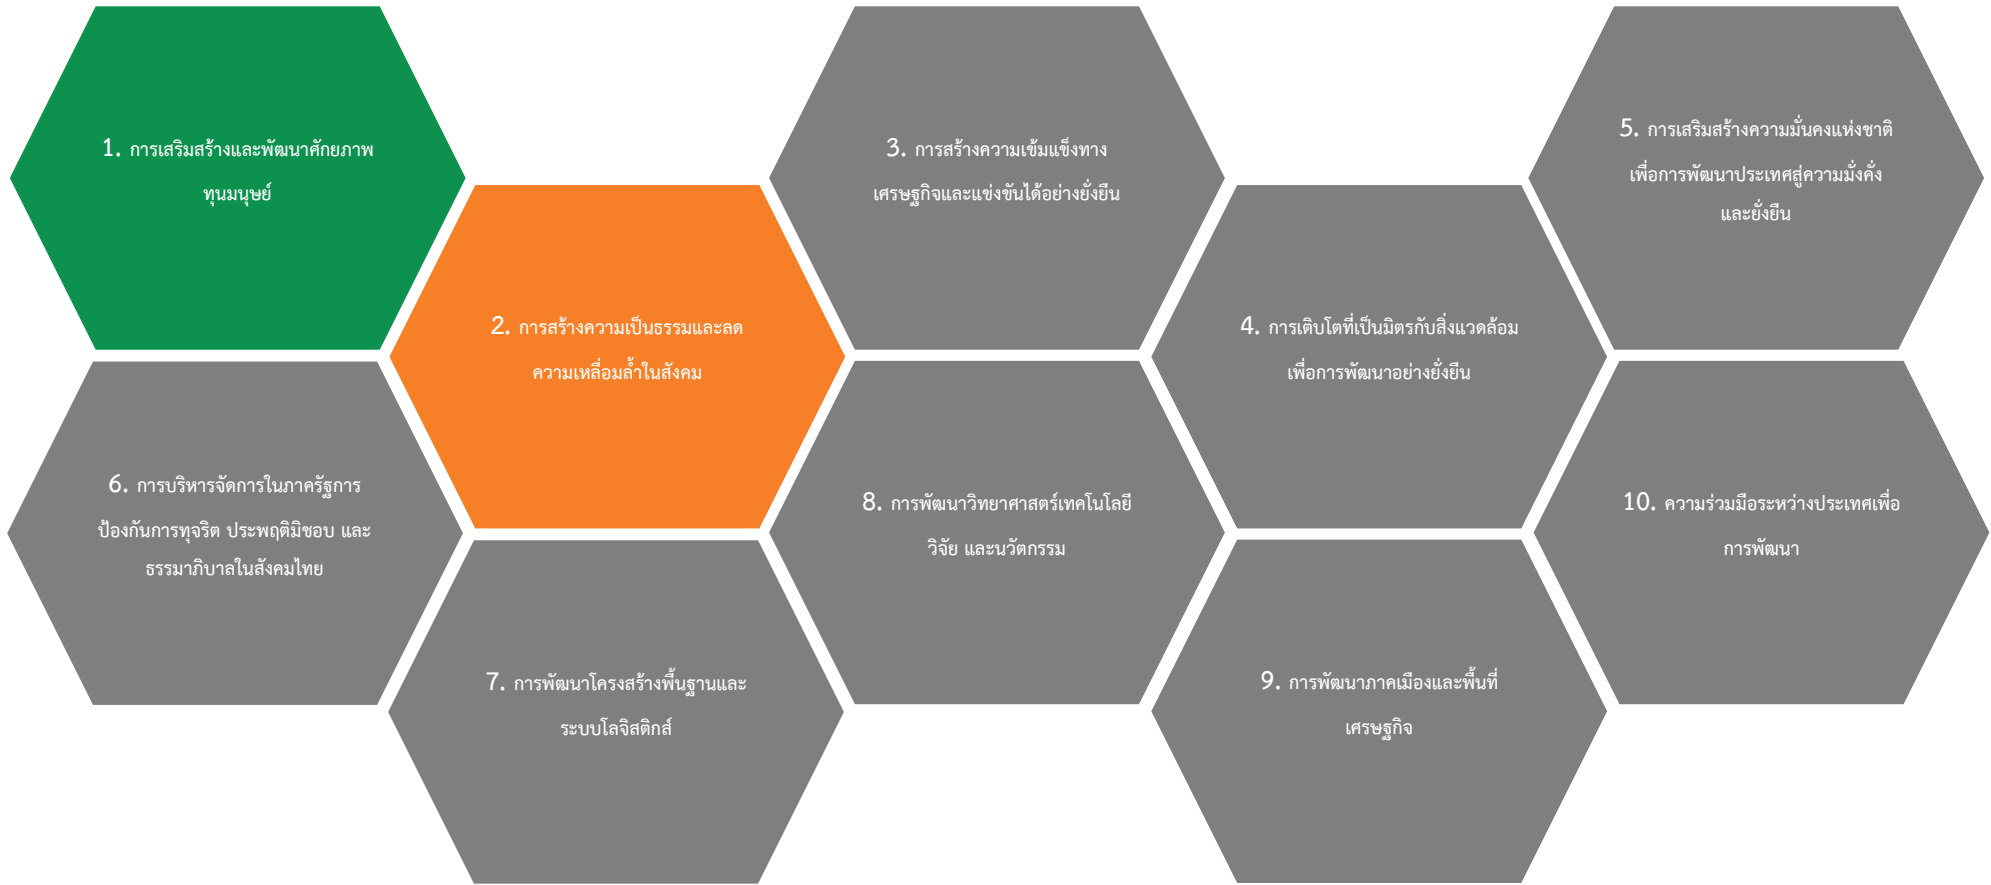 1. การเสริมสร้างและพัฒนาศักยภาพ
ทุนมนุษย์
2. การสร้างความเป็นธรรมและลด
ความเหลื่อมล้ำในสังคม
3. การสร้างความเข้มแข็งทาง
เศรษฐกิจและแข่งขันได้อย่างยั่งยืน
4. การเติบโตที่เป็นมิตรกับสิ่งแวดล้อม
เพื่อการพัฒนาอย่างยั่งยืน
5. การเสริมสร้างความมั่นคงแห่งชาติ
เพื่อการพัฒนาประเทศสู่ความมั่งคั่ง
และยั่งยืน
6. การบริหารจัดการในภาครัฐการ
ป้องกันการทุจริต ประพฤติมิชอบ และ
ธรรมาภิบาลในสังคมไทย
7. การพัฒนาโครงสร้างพื้นฐานและ
ระบบโลจิสติกส์
8. การพัฒนาวิทยาศาสตร์เทคโนโลยี
วิจัย และนวัตกรรม
9. การพัฒนาภาคเมืองและพื้นที่
เศรษฐกิจ
10. ความร่วมมือระหว่างประเทศเพื่อ
การพัฒนา